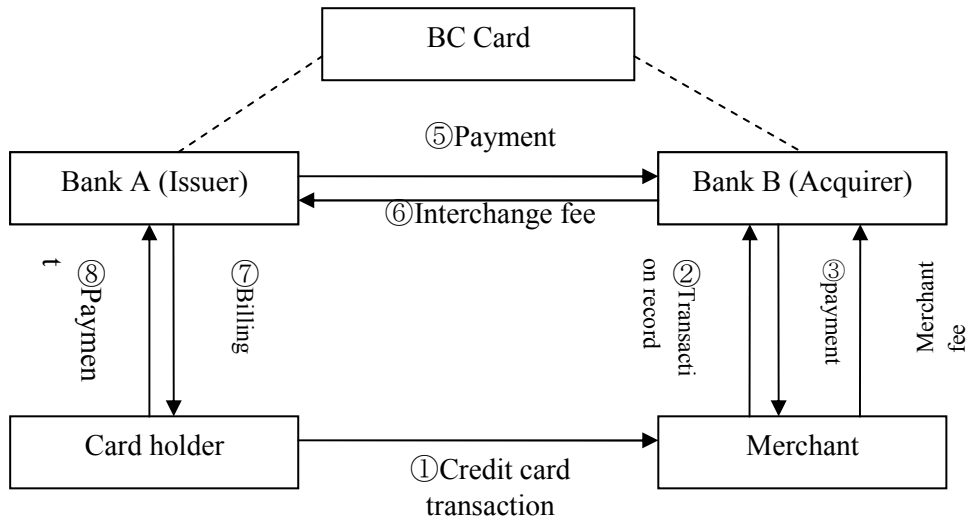 BC Card
⑤Payment
Bank A (Issuer)
Bank B (Acquirer)
⑥Interchange fee
⑧Paymen
t
⑦Billing
②Transacti
on record
③payment
Merchant
fee
Card holder
Merchant
①Credit card
transaction